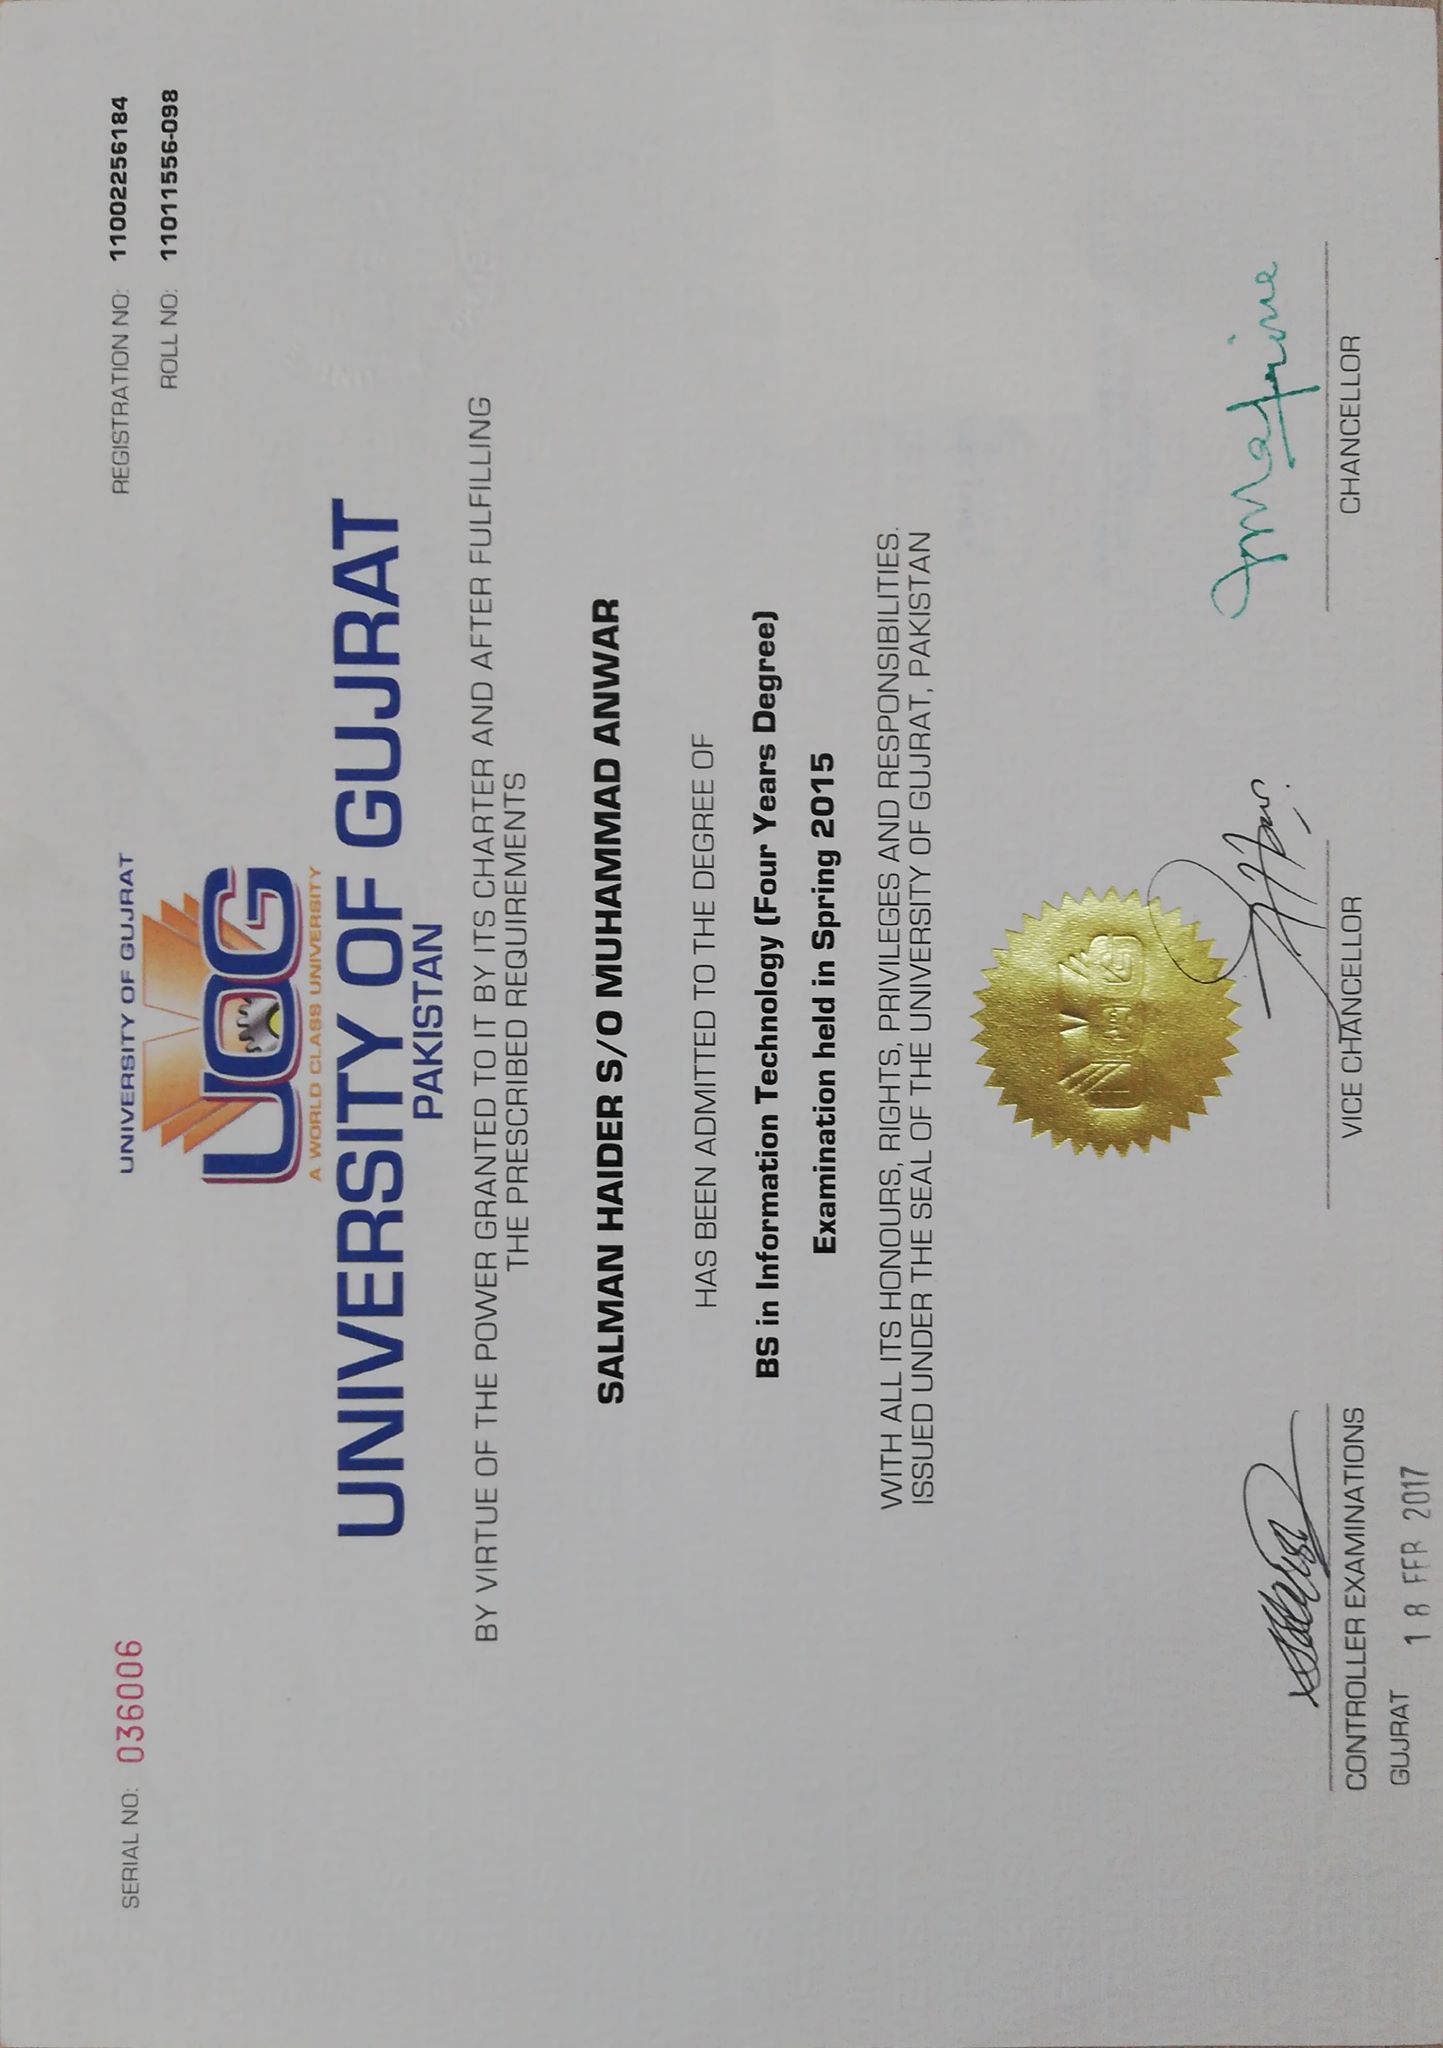 SERIAL NO: 036006
REGISTRATION NO: 11002256184
ROLL NO: 11011556-098
UNIVERSITY OF GUJRAT
UOG
A WORLD CLASS UNIVERSITY
UNIVERSITY OF GUJRAT
PAKISTAN
BY VIRTUE OF THE POWER GRANTED TO IT BY ITS CHARTER AND AFTER FULFILLING
THE PRESCRIBED REQUIREMENTS
SALMAN HAIDER S/O MUHAMMAD ANWAR
HAS BEEN ADMITTED TO THE DEGREE OF
BS in Information Technology (Four Years Degree)
Examination held in Spring 2015
WITH ALL ITS HONOURS, RIGHTS, PRIVILEGES AND RESPONSIBILITIES.
ISSUED UNDER THE SEAL OF THE UNIVERSITY OF GUJRAT, PAKISTAN
UOG
CONTROLLER EXAMINATIONS
VICE CHANCELLOR
CHANCELLOR
GUJRAT
18 FEB 2017